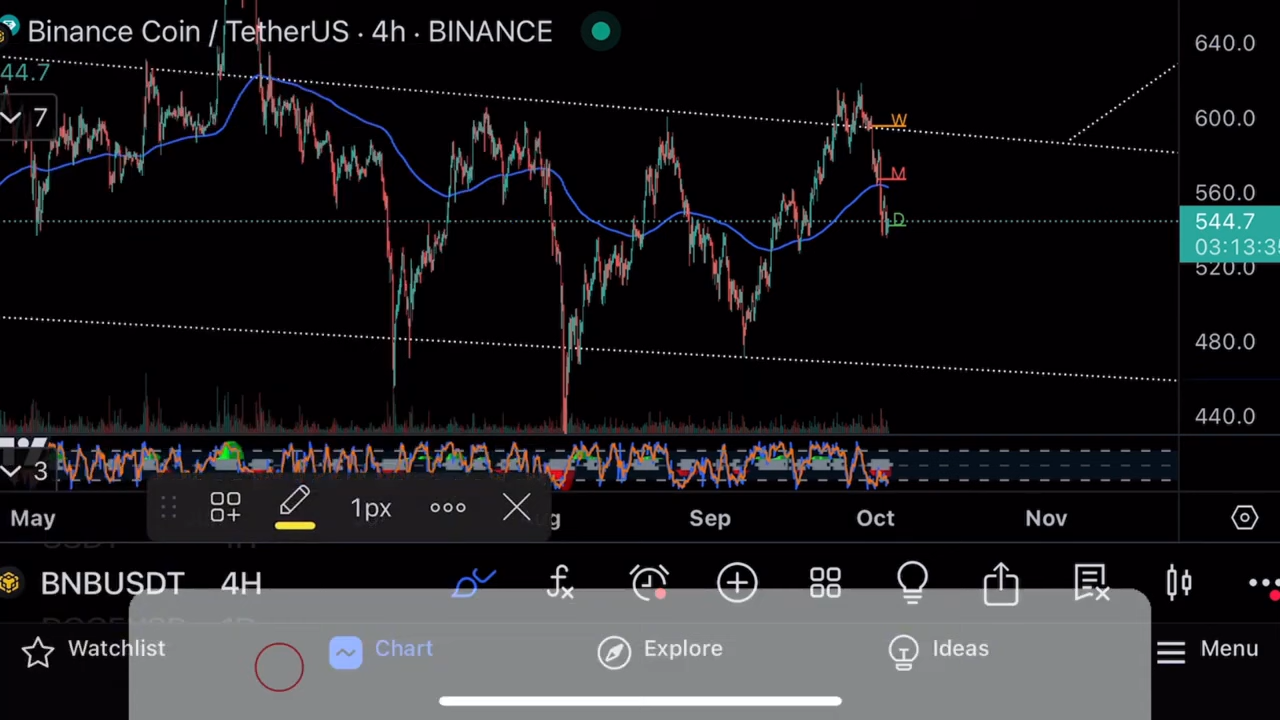 Binance Coin / TetherUS · 4h · BINANCE
640.0
44.7
7
600.0
W
M
560.0
D
544.7
03:13:3
520.0
480.0
440.0
3
1px
May
Sep
Oct
Nov
BNBUSDT 4H
Watchlist
Chart
Explore
Ideas
Menu